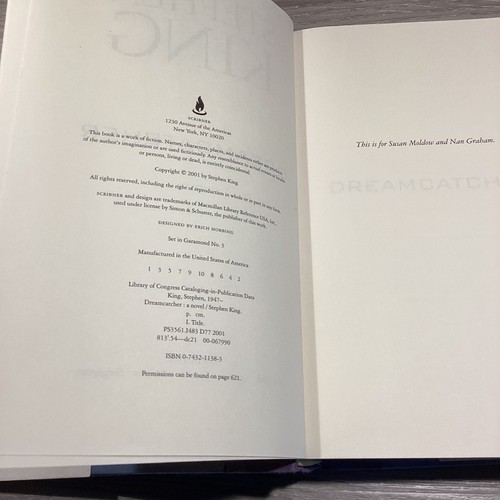 SCRIBNER
1230 Avenue of the Americas
New York, NY 10020
This book is a work of fiction. Names, characters, places, and incidents either are products
of the author's imagination or are used fictitiously. Any resemblance to actual events or locales
or persons, living or dead, is entirely coincidental.
Copyright © 2001 by Stephen King.
All rights reserved, including the right of reproduction in whole or in part in any form.
SCRIBNER and design are trademarks of Macmillan Library Reference USA, Inc.,
used under license by Simon & Schuster, the publisher of this work.
DESIGNED BY ERICH HOBBING
Set in Garamond No. 3
Manufactured in the United States of America
1 3 5 7 9 10 8 6 4 2
Library of Congress Cataloging-in-Publication Data
King, Stephen, 1947–
Dreamcatcher : a novel / Stephen King.
p. cm.
I. Title.
PS3561.I483 D77 2001
813'.54—dc21 00-067990
ISBN 0-7432-1138-3
Permissions can be found on page 621.
This is for Susan Moldow and Nan Graham.
DREAMCATCH